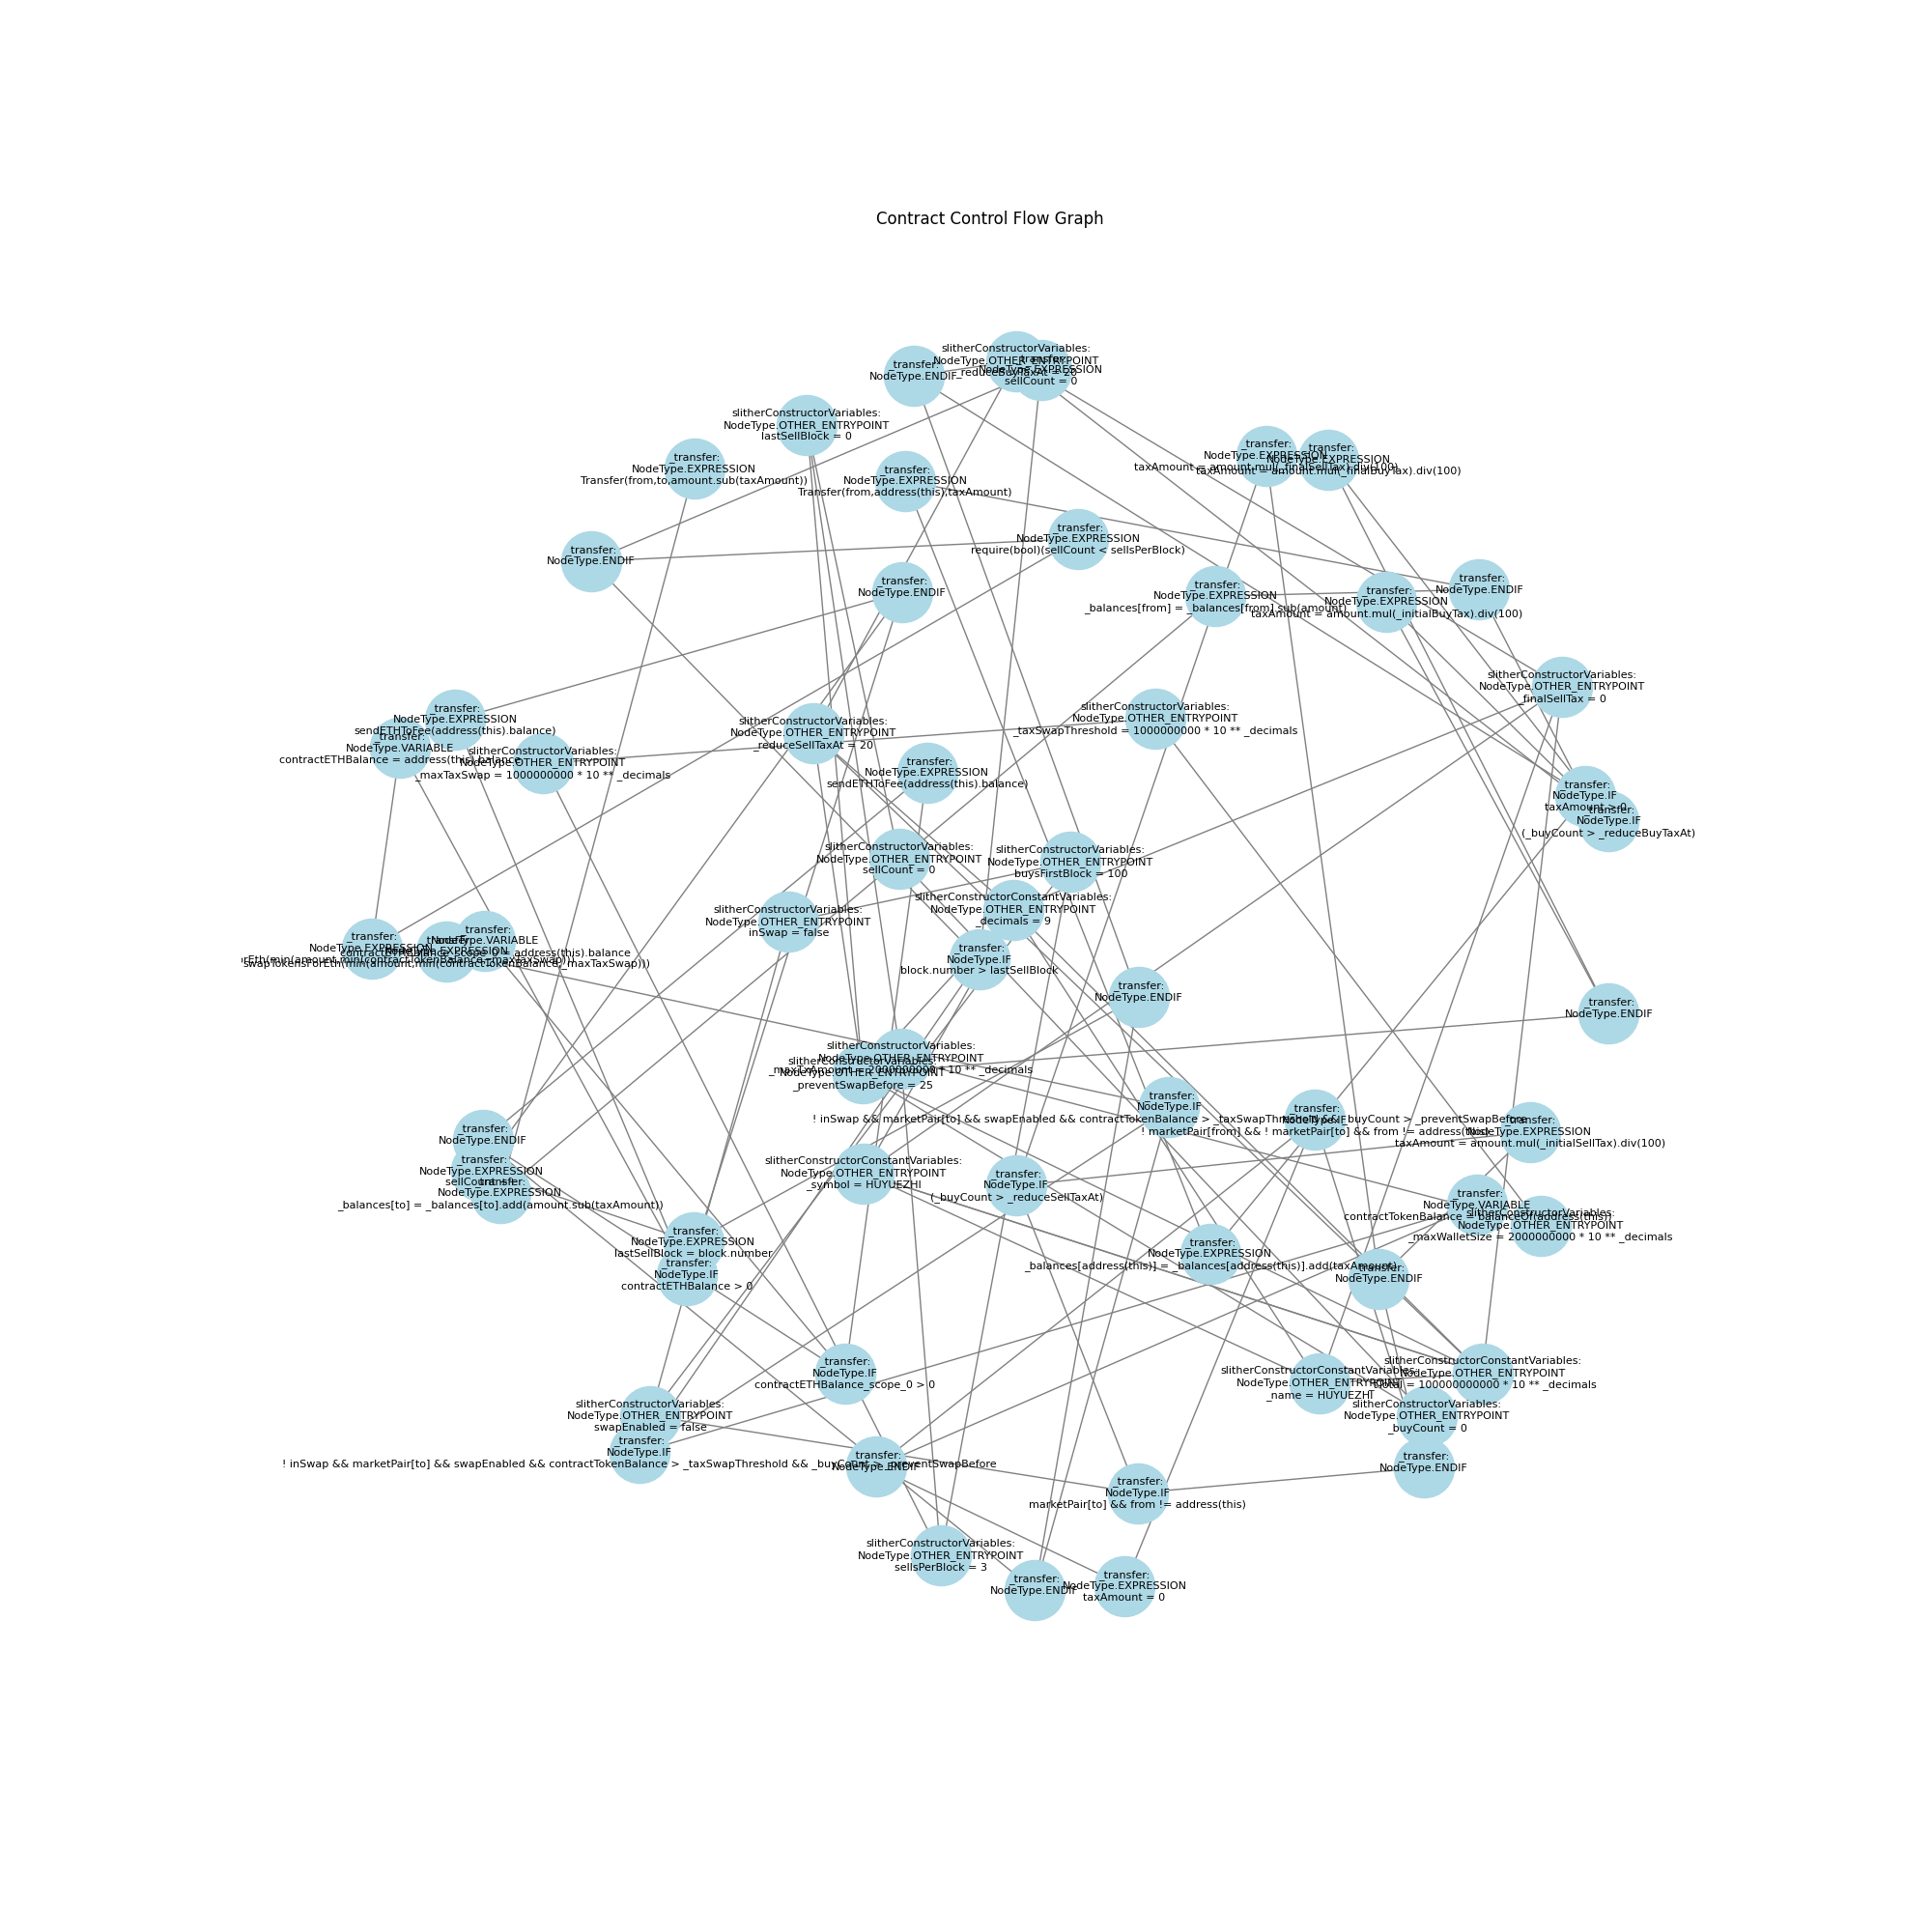 Contract Control Flow Graph
slitherConstructorVariables:
NodeType.OTHER_ENTRYPOINT
_reduceBuyTaxAt = 20
_transfer:
NodeType.EXPRESSION
sellCount = 0
_transfer:
NodeType.ENDIF
slitherConstructorVariables:
NodeType.OTHER_ENTRYPOINT
lastSellBlock = 0
_transfer:
NodeType.EXPRESSION
Transfer(from,to,amount.sub(taxAmount))
_transfer:
NodeType.EXPRESSION
Transfer(from,address(this),taxAmount)
_transfer:
NodeType.EXPRESSION
taxAmount = amount.mul(_finalSellTax).div(100)
_transfer:
NodeType.EXPRESSION
taxAmount = amount.mul(_finalBuyTax).div(100)
_transfer:
NodeType.EXPRESSION
require(bool)(sellCount < sellsPerBlock)
_transfer:
NodeType.ENDIF
_transfer:
NodeType.ENDIF
_transfer:
NodeType.EXPRESSION
_balances[from] = _balances[from].sub(amount)
_transfer:
NodeType.EXPRESSION
taxAmount = amount.mul(_initialBuyTax).div(100)
_transfer:
NodeType.ENDIF
slitherConstructorVariables:
NodeType.OTHER_ENTRYPOINT
_finalSellTax = 0
_transfer:
NodeType.EXPRESSION
sendETHToFee(address(this).balance)
_transfer:
NodeType.VARIABLE
contractETHBalance = address(this).balance
slitherConstructorVariables:
NodeType.OTHER_ENTRYPOINT
_maxTaxSwap = 1000000000 * 10 ** _decimals
slitherConstructorVariables:
NodeType.OTHER_ENTRYPOINT
_reduceSellTaxAt = 20
slitherConstructorVariables:
NodeType.OTHER_ENTRYPOINT
_taxSwapThreshold = 1000000000 * 10 ** _decimals
_transfer:
NodeType.EXPRESSION
sendETHToFee(address(this).balance)
_transfer:
NodeType.IF
taxAmount > 0
_transfer:
NodeType.IF
(_buyCount > _reduceBuyTaxAt)
slitherConstructorVariables:
NodeType.OTHER_ENTRYPOINT
sellCount = 0
slitherConstructorVariables:
NodeType.OTHER_ENTRYPOINT
buysFirstBlock = 100
slitherConstructorConstantVariables:
NodeType.OTHER_ENTRYPOINT
_decimals = 9
slitherConstructorVariables:
NodeType.OTHER_ENTRYPOINT
inSwap = false
_transfer:
NodeType.EXPRESSION
_transfer:
NodeType.EXPRESSION
swapTokensForEth(min(amount,min(contractTokenBalance,_maxTaxSwap)))
_transfer:
NodeType.VARIABLE
contractETHBalance_scope_0 = address(this).balance
_transfer:
NodeType.IF
block.number > lastSellBlock
_transfer:
NodeType.ENDIF
_transfer:
NodeType.ENDIF
slitherConstructorVariables:
NodeType.OTHER_ENTRYPOINT
_maxTxAmount = 2000000000 * 10 ** _decimals
slitherConstructorVariables:
NodeType.OTHER_ENTRYPOINT
_preventSwapBefore = 25
_transfer:
NodeType.IF
! inSwap && marketPair[to] && swapEnabled && contractTokenBalance > _taxSwapThreshold && _buyCount > _preventSwapBefore
_transfer:
NodeType.IF
! marketPair[from] && ! marketPair[to] && from != address(this)
_transfer:
NodeType.EXPRESSION
taxAmount = amount.mul(_initialSellTax).div(100)
_transfer:
NodeType.ENDIF
_transfer:
NodeType.EXPRESSION
_transfer:
NodeType.EXPRESSION
_balances[to] = _balances[to].add(amount.sub(taxAmount))
slitherConstructorConstantVariables:
NodeType.OTHER_ENTRYPOINT
_symbol = HUYUEZHI
_transfer:
NodeType.IF
(_buyCount > _reduceSellTaxAt)
_transfer:
NodeType.VARIABLE
contractTokenBalance = balanceOf(address(this))
slitherConstructorVariables:
NodeType.OTHER_ENTRYPOINT
_maxWalletSize = 2000000000 * 10 ** _decimals
_transfer:
NodeType.EXPRESSION
lastSellBlock = block.number
_transfer:
NodeType.IF
contractETHBalance > 0
_transfer:
NodeType.EXPRESSION
_balances[address(this)] = _balances[address(this)].add(taxAmount)
_transfer:
NodeType.ENDIF
_transfer:
NodeType.IF
contractETHBalance_scope_0 > 0
slitherConstructorConstantVariables:
NodeType.OTHER_ENTRYPOINT
_name = HUYUEZHI
slitherConstructorConstantVariables:
NodeType.OTHER_ENTRYPOINT
_tTotal = 100000000000 * 10 ** _decimals
slitherConstructorVariables:
NodeType.OTHER_ENTRYPOINT
_buyCount = 0
slitherConstructorVariables:
NodeType.OTHER_ENTRYPOINT
swapEnabled = false
_transfer:
NodeType.IF
! inSwap && marketPair[to] && swapEnabled && contractTokenBalance > _taxSwapThreshold && _buyCount > _preventSwapBefore
_transfer:
NodeType.ENDIF
_transfer:
NodeType.ENDIF
_transfer:
NodeType.IF
marketPair[to] && from != address(this)
slitherConstructorVariables:
NodeType.OTHER_ENTRYPOINT
sellsPerBlock = 3
_transfer:
NodeType.ENDIF
_transfer:
NodeType.EXPRESSION
taxAmount = 0